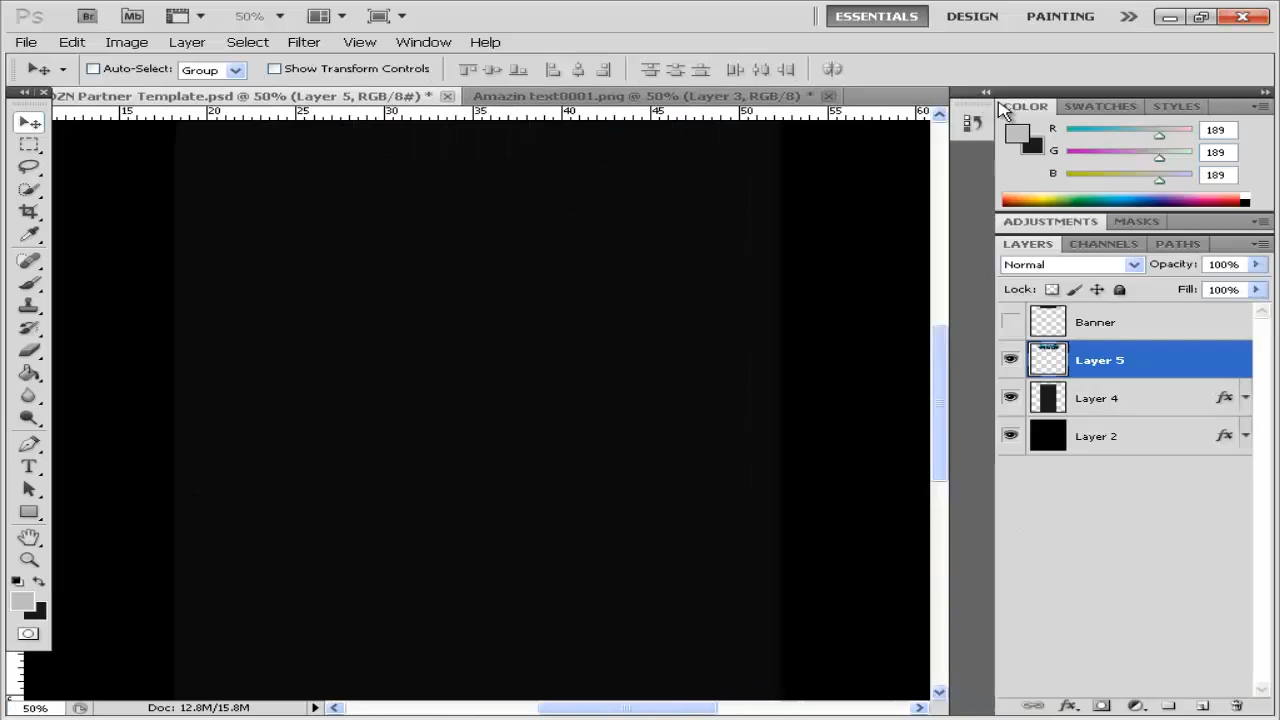 Ps Br Mb 50% ESSENTIALS DESIGN PAINTING
File Edit Image Layer Select Filter View Window Help
Auto-Select: Group Show Transform Controls
ZN Partner Template.psd @ 50% (Layer 5, RGB/8#) * Amazin text0001.png @ 50% (Layer 3, RGB/8) *
15 20 25 30 35 40 45 50 55 60
COLOR SWATCHES STYLES
R 189
G 189
B 189
ADJUSTMENTS MASKS
LAYERS CHANNELS PATHS
Normal Opacity: 100%
Lock: Fill: 100%
Banner
Layer 5
Layer 4 fx
Layer 2 fx
T
50% Doc: 12.8M/15.8M fx